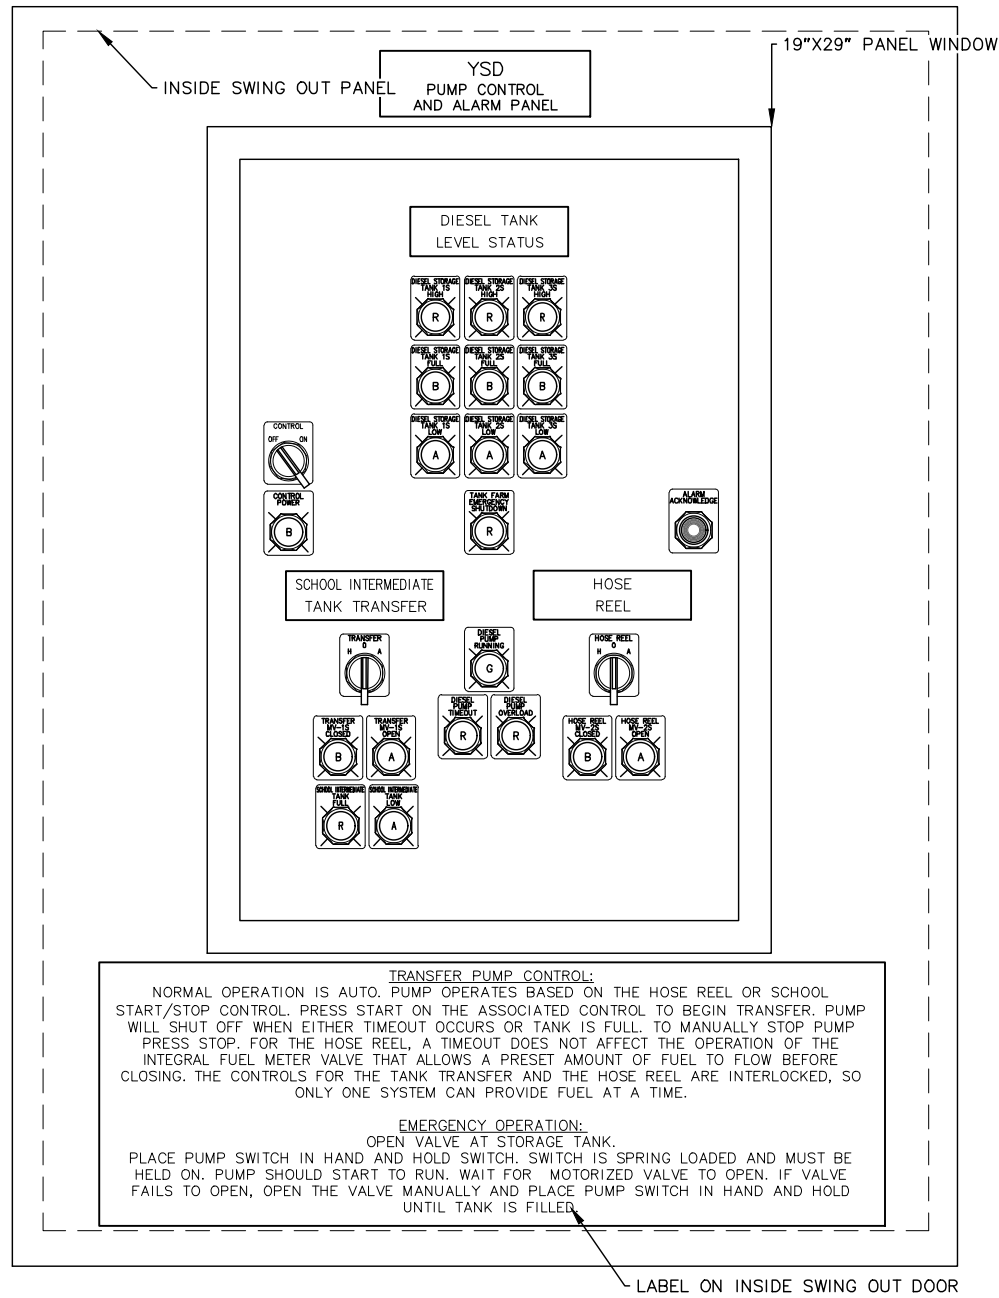 19"X29" PANEL WINDOW
INSIDE SWING OUT PANEL
YSD
PUMP CONTROL
AND ALARM PANEL
DIESEL TANK
LEVEL STATUS
DIESEL STORAGE
TANK 1S
HIGH
R
DIESEL STORAGE
TANK 2S
HIGH
R
DIESEL STORAGE
TANK 3S
HIGH
R
DIESEL STORAGE
TANK 1S
FULL
B
DIESEL STORAGE
TANK 2S
FULL
B
DIESEL STORAGE
TANK 3S
FULL
B
DIESEL STORAGE
TANK 1S
LOW
A
DIESEL STORAGE
TANK 2S
LOW
A
DIESEL STORAGE
TANK 3S
LOW
A
CONTROL
OFF ON
CONTROL
POWER
B
TANK FARM
EMERGENCY
SHUTDOWN
R
ALARM
ACKNOWLEDGE
SCHOOL INTERMEDIATE
TANK TRANSFER
HOSE
REEL
TRANSFER
O
H A
DIESEL
PUMP
RUNNING
G
HOSE REEL
O
H A
DIESEL
PUMP
TIMEOUT
R
DIESEL
PUMP
OVERLOAD
R
TRANSFER
MV-1S
CLOSED
B
TRANSFER
MV-1S
OPEN
A
HOSE REEL
MV-2S
CLOSED
B
HOSE REEL
MV-2S
OPEN
A
SCHOOL INTERMEDIATE
TANK
FULL
R
SCHOOL INTERMEDIATE
TANK
LOW
A
TRANSFER PUMP CONTROL:
NORMAL OPERATION IS AUTO. PUMP OPERATES BASED ON THE HOSE REEL OR SCHOOL
START/STOP CONTROL. PRESS START ON THE ASSOCIATED CONTROL TO BEGIN TRANSFER. PUMP
WILL SHUT OFF WHEN EITHER TIMEOUT OCCURS OR TANK IS FULL. TO MANUALLY STOP PUMP
PRESS STOP. FOR THE HOSE REEL, A TIMEOUT DOES NOT AFFECT THE OPERATION OF THE
INTEGRAL FUEL METER VALVE THAT ALLOWS A PRESET AMOUNT OF FUEL TO FLOW BEFORE
CLOSING. THE CONTROLS FOR THE TANK TRANSFER AND THE HOSE REEL ARE INTERLOCKED, SO
ONLY ONE SYSTEM CAN PROVIDE FUEL AT A TIME.
EMERGENCY OPERATION:
OPEN VALVE AT STORAGE TANK.
PLACE PUMP SWITCH IN HAND AND HOLD SWITCH. SWITCH IS SPRING LOADED AND MUST BE
HELD ON. PUMP SHOULD START TO RUN. WAIT FOR MOTORIZED VALVE TO OPEN. IF VALVE
FAILS TO OPEN, OPEN THE VALVE MANUALLY AND PLACE PUMP SWITCH IN HAND AND HOLD
UNTIL TANK IS FILLED.
LABEL ON INSIDE SWING OUT DOOR